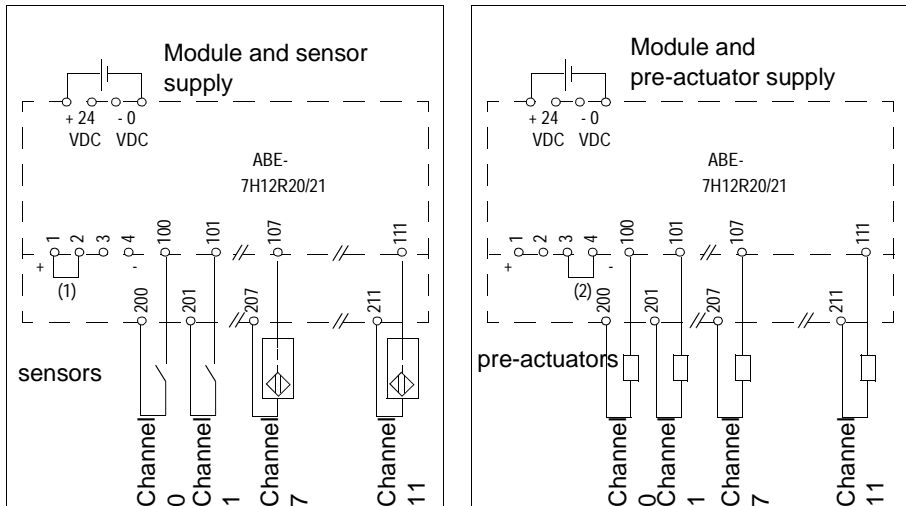 Module and sensor
supply
+ 24
VDC
- 0
VDC
ABE-
7H12R20/21
1
2
3
4
100
101
107
111
+
-
(1)
200
201
207
211
sensors
Channel
0
Channel
1
Channel
7
Channel
11
Module and
pre-actuator supply
+ 24
VDC
- 0
VDC
ABE-
7H12R20/21
1
2
3
4
100
101
107
111
+
-
(2)
200
201
207
211
pre-actuators
Channel
0
Channel
1
Channel
7
Channel
11